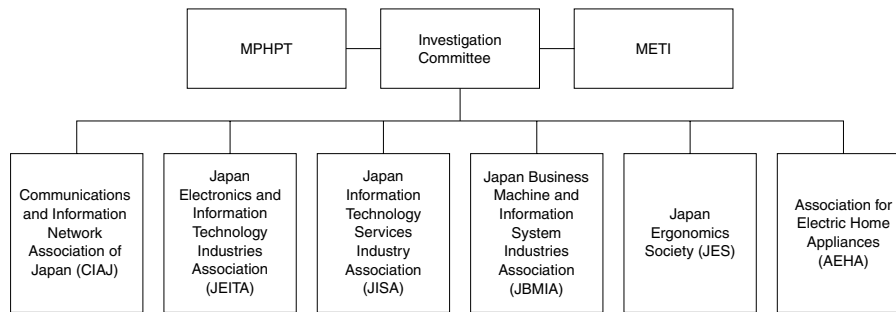 MPHPT
Investigation
Committee
METI
Communications
and Information
Network
Association of
Japan (CIAJ)
Japan
Electronics and
Information
Technology
Industries
Association
(JEITA)
Japan
Information
Technology
Services
Industry
Association
(JISA)
Japan Business
Machine and
Information
System
Industries
Association
(JBMIA)
Japan
Ergonomics
Society (JES)
Association for
Electric Home
Appliances
(AEHA)